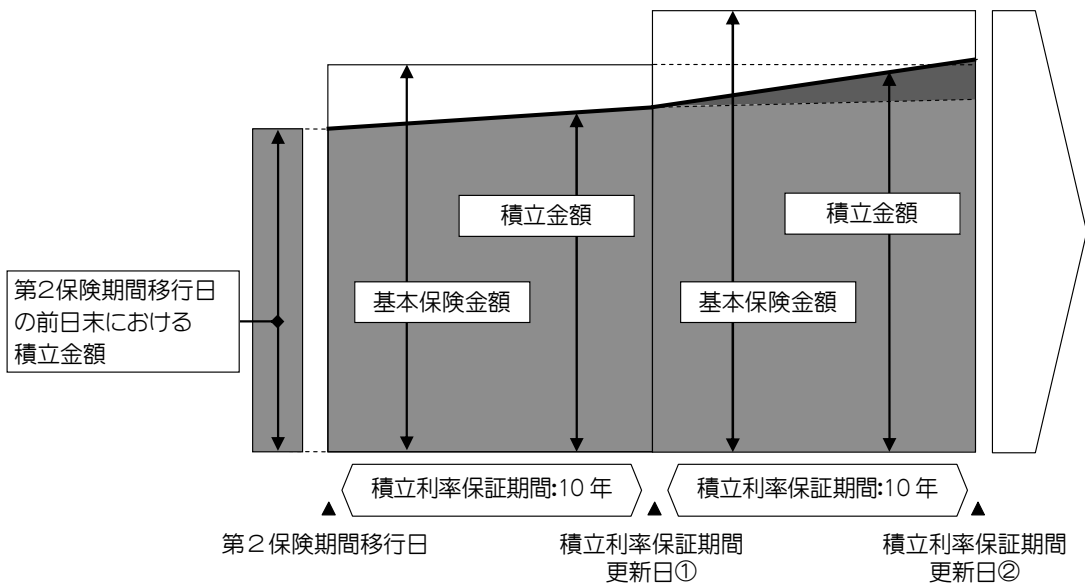 積立金額
積立金額
第2保険期間移行日
の前日末における
積立金額
基本保険金額
基本保険金額
積立利率保証期間:10年
積立利率保証期間:10年
▲
▲
▲
第2保険期間移行日
積立利率保証期間
更新日①
積立利率保証期間
更新日②